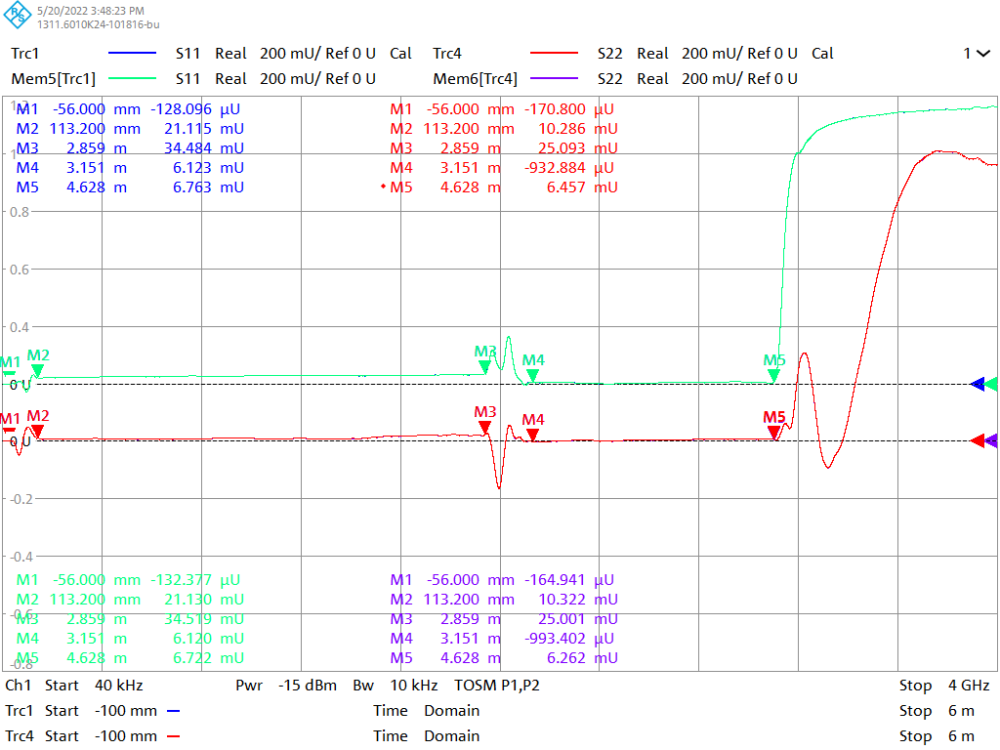 R&S
5/20/2022 3:48:23 PM
1311.6010K24-101816-bu
Trc1 S11 Real 200 mU/ Ref 0 U Cal Trc4 S22 Real 200 mU/ Ref 0 U Cal 1
Mem5[Trc1] S11 Real 200 mU/ Ref 0 U Mem6[Trc4] S22 Real 200 mU/ Ref 0 U
M1 -56.000 mm -128.096 µU M1 -56.000 mm -170.800 µU
M2 113.200 mm 21.115 mU M2 113.200 mm 10.286 mU
M3 2.859 m 34.484 mU M3 2.859 m 25.093 mU
M4 3.151 m 6.123 mU M4 3.151 m -932.884 µU
M5 4.628 m 6.763 mU • M5 4.628 m 6.457 mU
0.8
0.6
0.4
M1 M2 M3 M4 M5
0 U
M1 M2 M3 M4 M5
0 U
-0.2
-0.4
M1 -56.000 mm -132.377 µU M1 -56.000 mm -164.941 µU
M2 113.200 mm 21.130 mU M2 113.200 mm 10.322 mU
-0.6
M3 2.859 m 34.519 mU M3 2.859 m 25.001 mU
M4 3.151 m 6.120 mU M4 3.151 m -993.402 µU
M5 4.628 m 6.722 mU M5 4.628 m 6.262 mU
-0.8
Ch1 Start 40 kHz Pwr -15 dBm Bw 10 kHz TOSM P1,P2 Stop 4 GHz
Trc1 Start -100 mm Time Domain Stop 6 m
Trc4 Start -100 mm Time Domain Stop 6 m